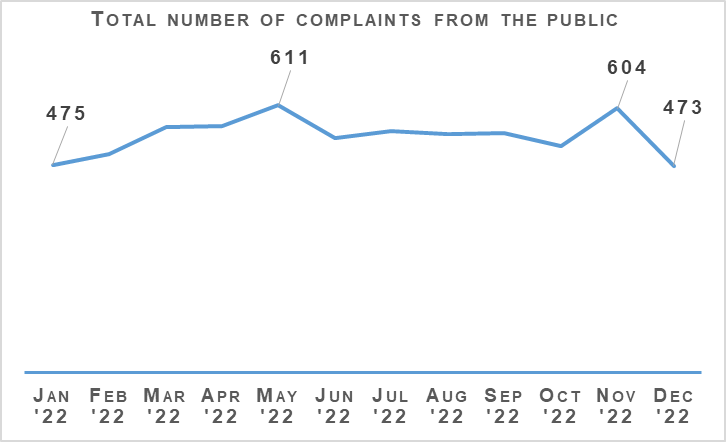 Total number of complaints from the public
611
604
475
473
Jan Feb Mar Apr May Jun Jul Aug Sep Oct Nov Dec
'22 '22 '22 '22 '22 '22 '22 '22 '22 '22 '22 '22